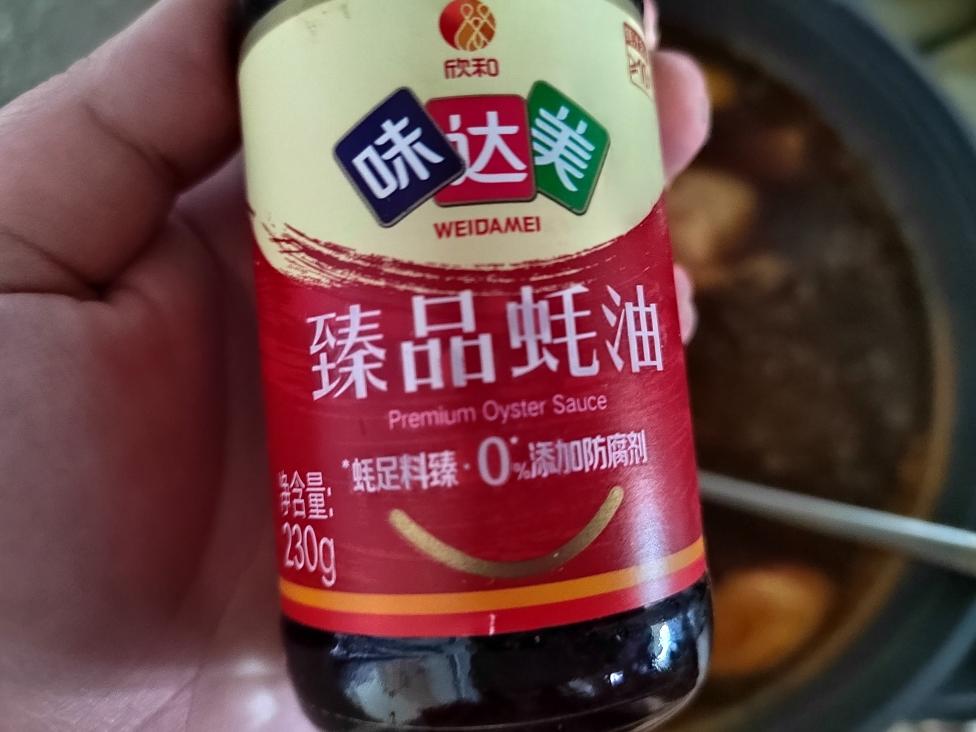 欣和
味达美
WEIDAMEI
臻品蚝油
Premium Oyster Sauce
*蚝足料臻·0*%添加防腐剂
净含量:
230g